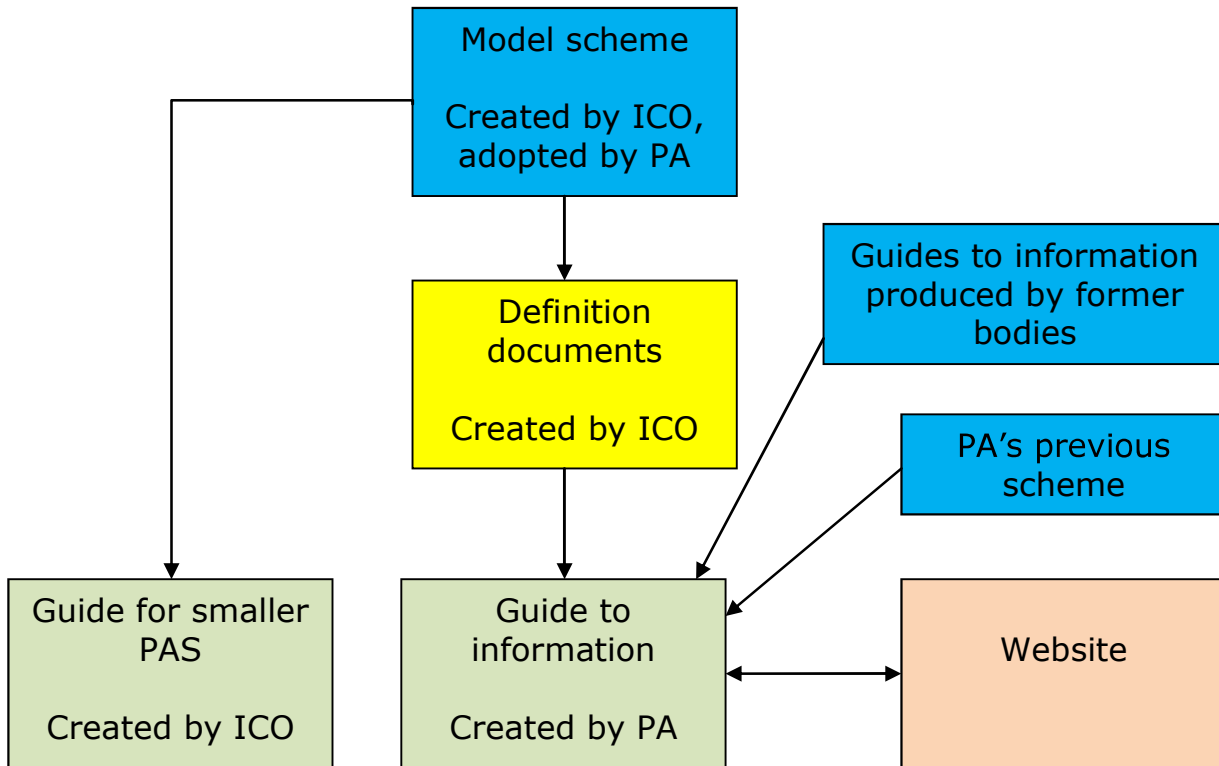 Model scheme
Created by ICO,
adopted by PA
Guides to information
produced by former
bodies
Definition
documents
Created by ICO
PA’s previous
scheme
Guide for smaller
PAS
Created by ICO
Guide to
information
Created by PA
Website